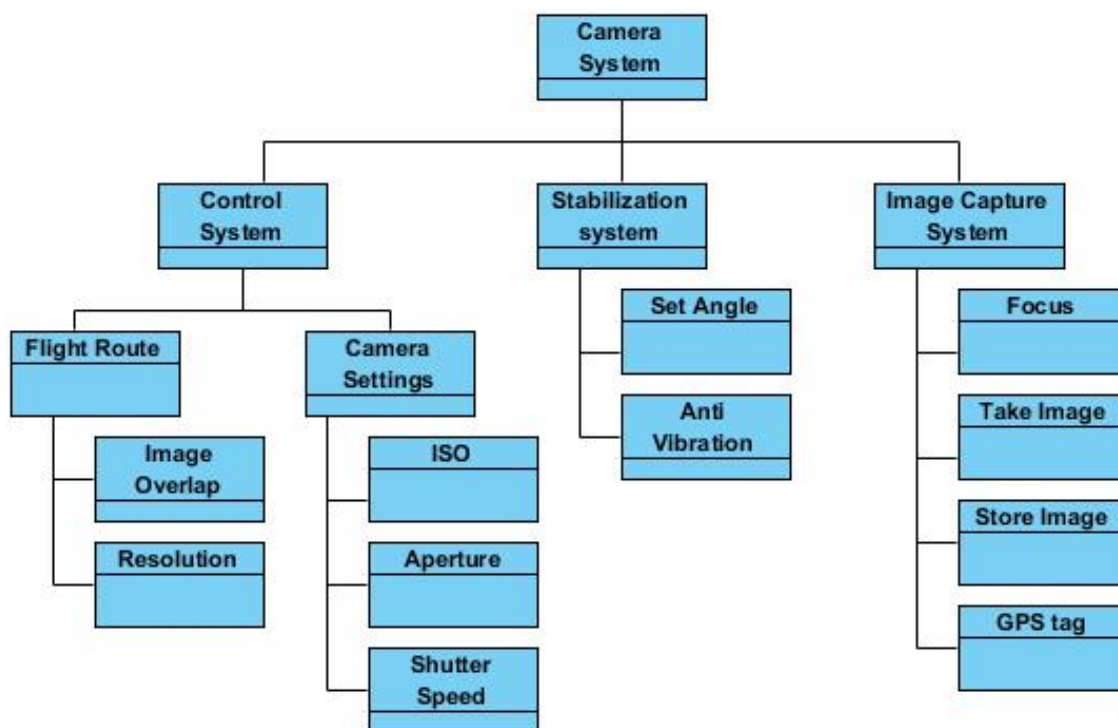 Camera
System
Control
System
Stabilization
system
Image Capture
System
Flight Route
Camera
Settings
Set Angle
Focus
Anti
Vibration
Take Image
Image
Overlap
ISO
Store Image
Resolution
Aperture
GPS tag
Shutter
Speed